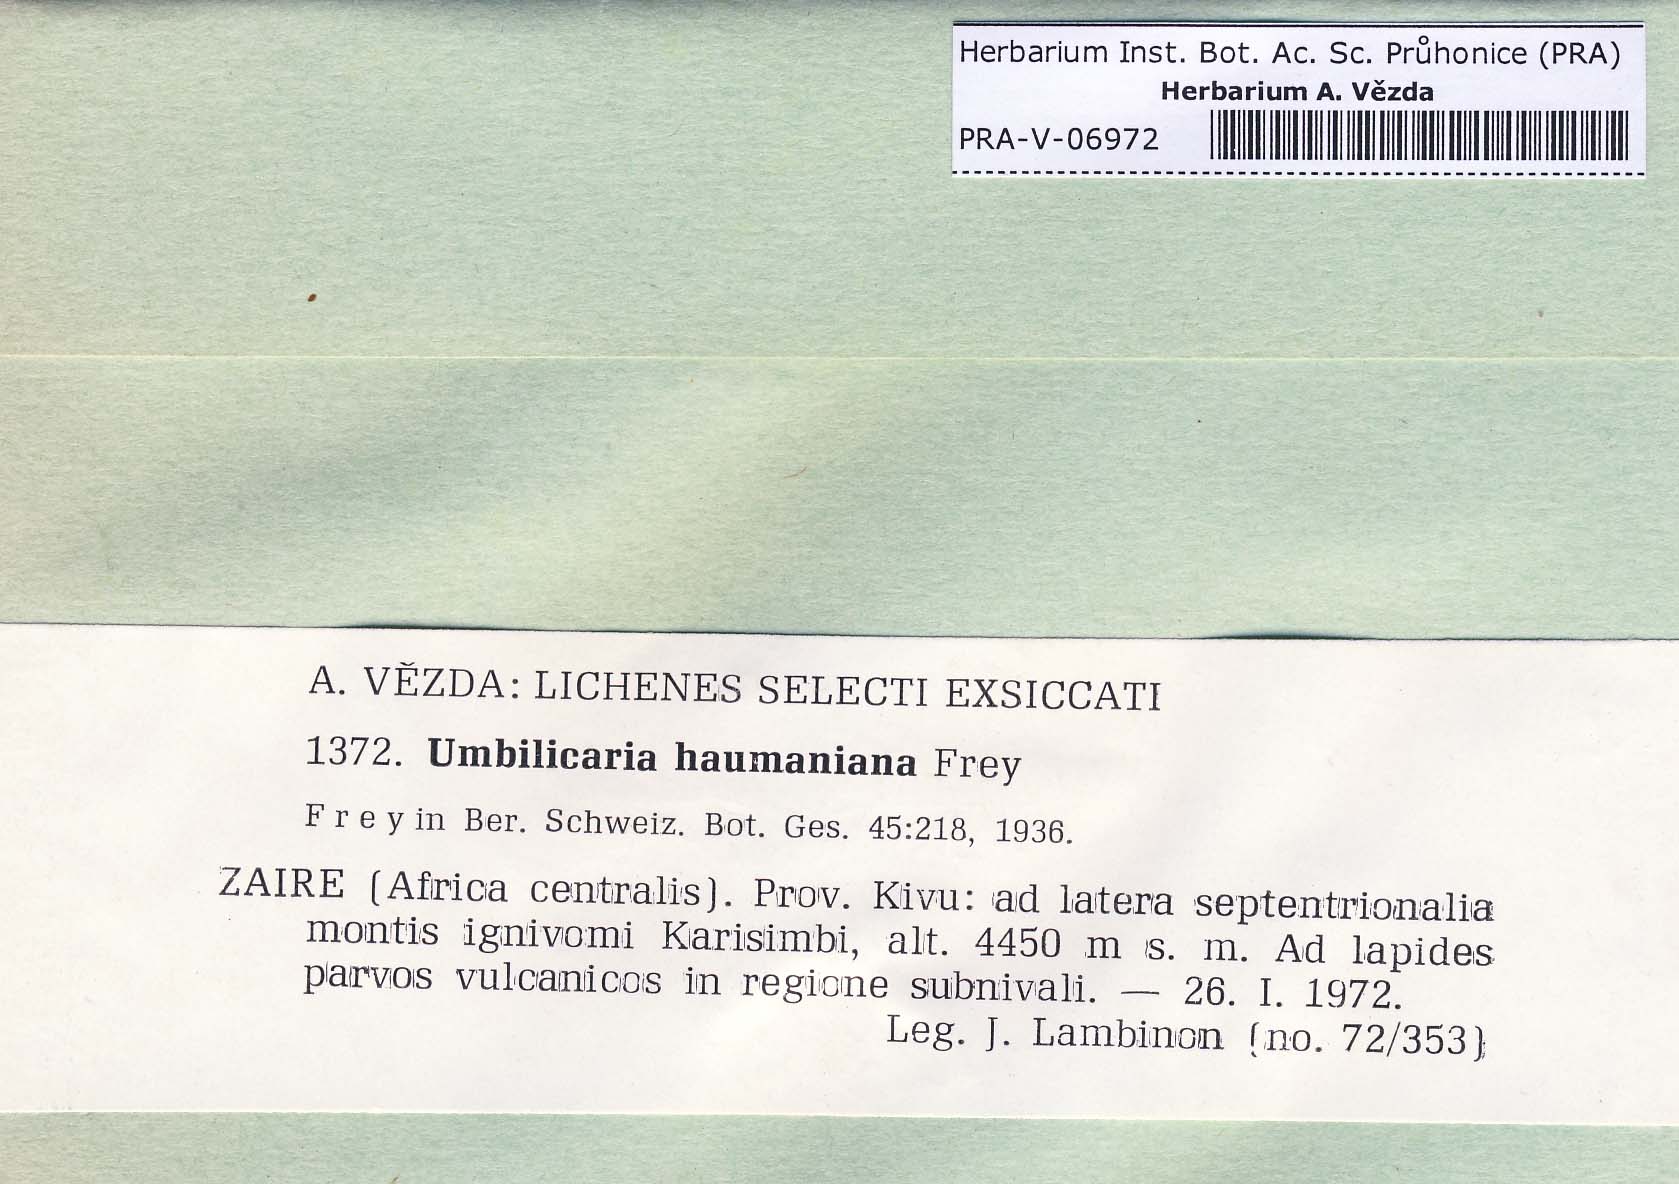 Herbarium Inst. Bot. Ac. Sc. Průhonice (PRA)
Herbarium A. Vězda
PRA-V-06972
A. VĚZDA: LICHENES SELECTI EXSICCATI
1372. Umbilicaria haumaniana Frey
Frey in Ber. Schweiz. Bot. Ges. 45:218, 1936.
ZAIRE (Africa centralis). Prov. Kivu: ad latera septentrionalia
montis ignivomi Karisimbi, alt. 4450 m s. m. Ad lapides
parvos vulcanicos in regione subnivali. — 26. I. 1972.
Leg. J. Lambinon (no. 72/353)